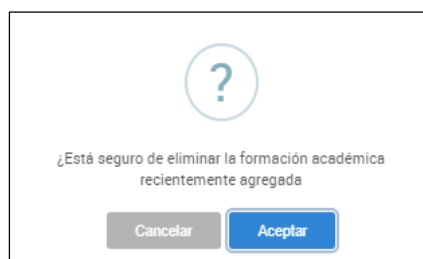 ?
¿Está seguro de eliminar la formación académica
recientemente agregada
Cancelar Aceptar